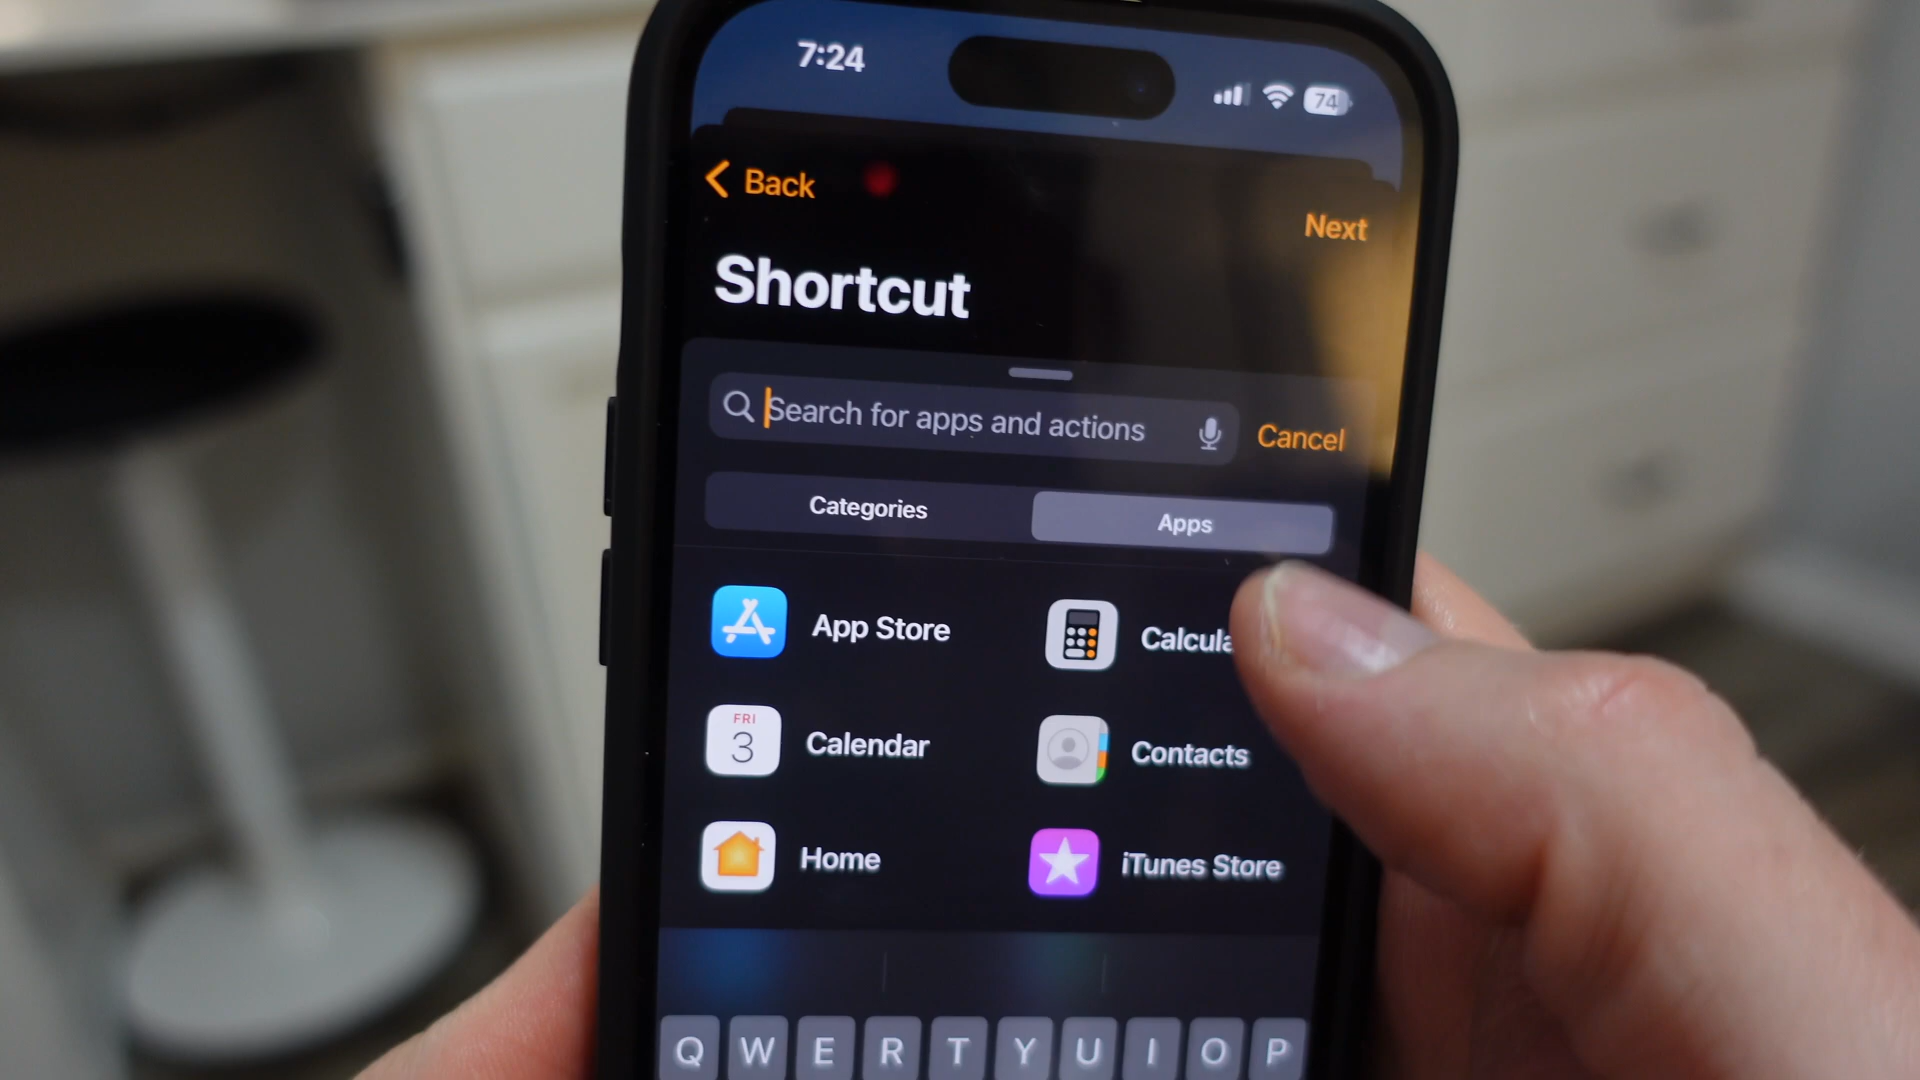 7:24
74
Back
Next
Shortcut
Search for apps and actions
Cancel
Categories
Apps
App Store
Calcula
FRI
3
Calendar
Contacts
Home
iTunes Store
Q W E R T Y U I O P